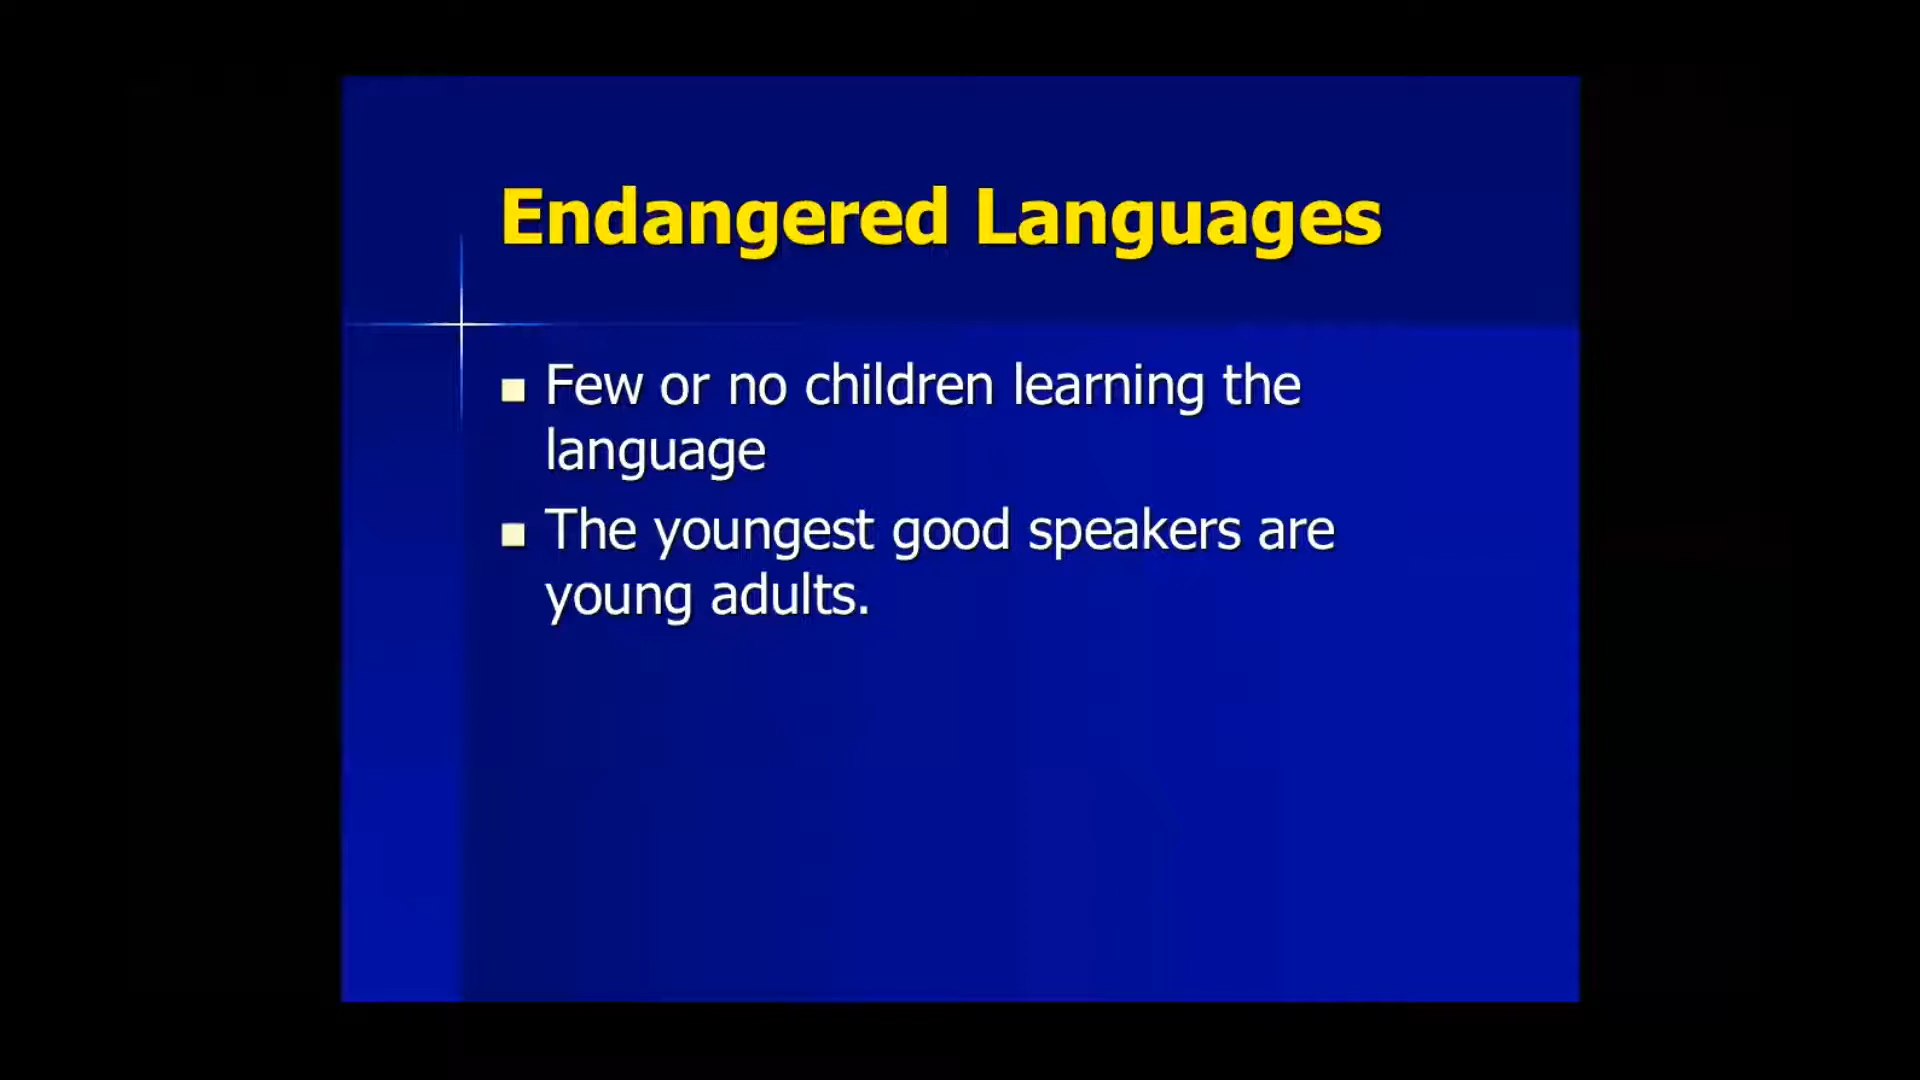 Endangered Languages
Few or no children learning the
language
The youngest good speakers are
young adults.